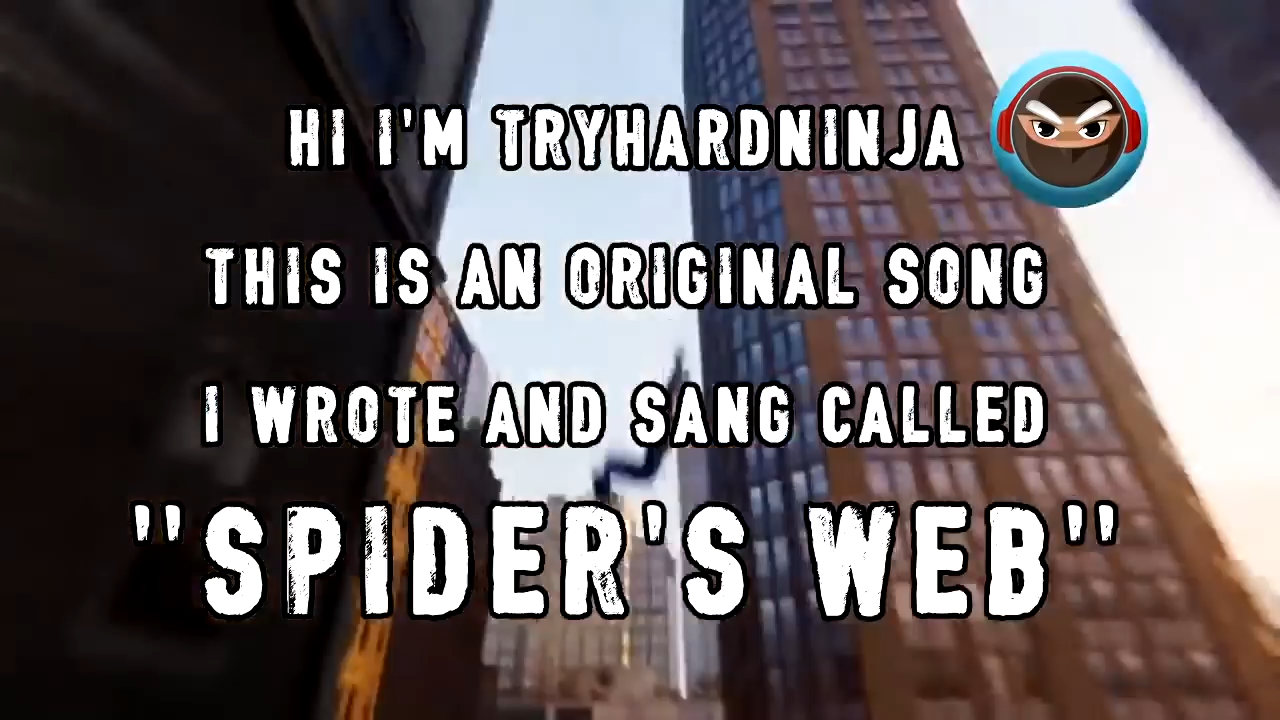 HI I'M TRYHARDNINJA
THIS IS AN ORIGINAL SONG
I WROTE AND SANG CALLED
"SPIDER'S WEB"